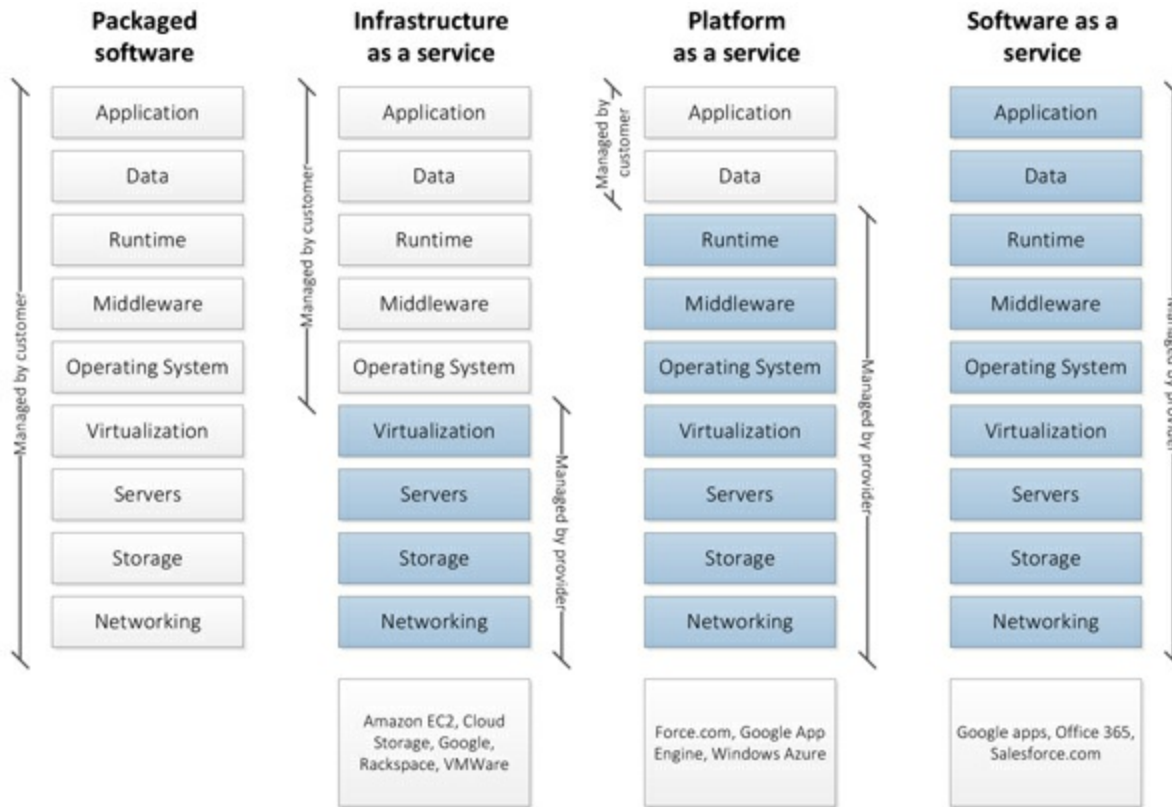 Packaged
software
Infrastructure
as a service
Platform
as a service
Software as a
service
Managed by customer
Application
Data
Runtime
Middleware
Operating System
Virtualization
Servers
Storage
Networking
Managed by customer
Application
Data
Runtime
Middleware
Operating System
Virtualization
Servers
Storage
Networking
Managed by provider
Amazon EC2, Cloud
Storage, Google,
Rackspace, VMWare
Managed by
customer
Application
Data
Runtime
Middleware
Operating System
Virtualization
Servers
Storage
Networking
Managed by provider
Force.com, Google App
Engine, Windows Azure
Application
Data
Runtime
Middleware
Operating System
Virtualization
Servers
Storage
Networking
Managed by provider
Google apps, Office 365,
Salesforce.com